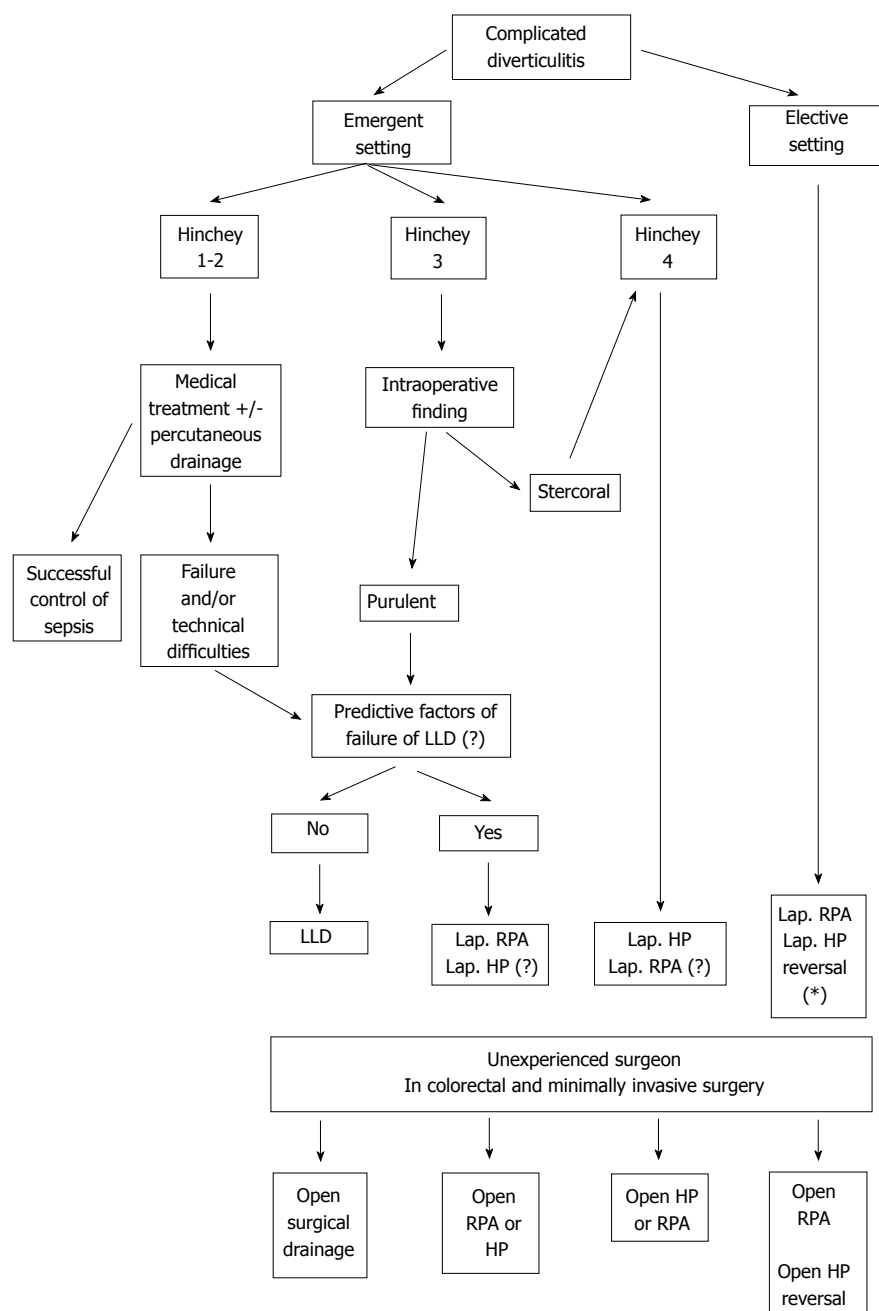 Complicated
diverticulitis
Emergent
setting
Elective
setting
Hinchey
1-2
Hinchey
3
Hinchey
4
Medical
treatment +/-
percutaneous
drainage
Intraoperative
finding
Stercoral
Successful
control of
sepsis
Failure
and/or
technical
difficulties
Purulent
Predictive factors of
failure of LLD (?)
No
Yes
LLD
Lap. RPA
Lap. HP (?)
Lap. HP
Lap. RPA (?)
Lap. RPA
Lap. HP
reversal
(*)
Unexperienced surgeon
In colorectal and minimally invasive surgery
Open
surgical
drainage
Open
RPA or
HP
Open HP
or RPA
Open
RPA
Open HP
reversal